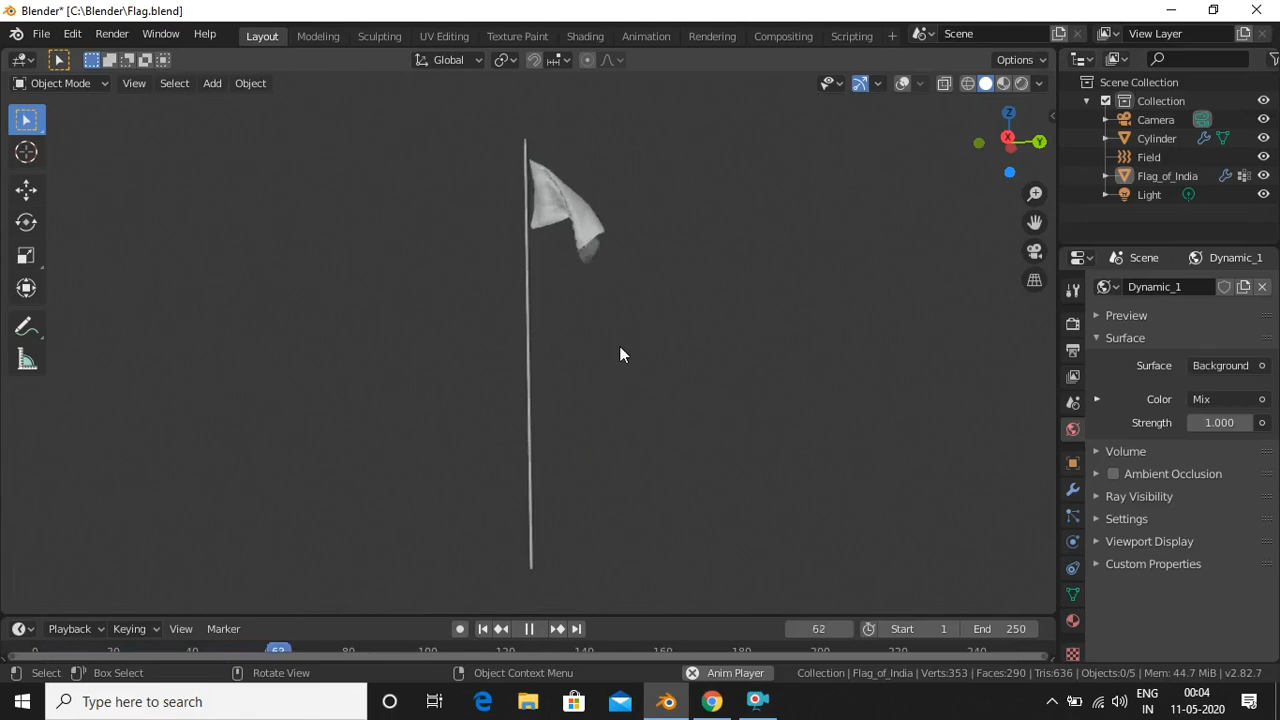 Blender* [C:\Blender\Flag.blend]
File Edit Render Window Help Layout Modeling Sculpting UV Editing Texture Paint Shading Animation Rendering Compositing Scripting + Scene View Layer
Global Options
Object Mode View Select Add Object
Scene Collection
Collection
Camera
Cylinder
Field
Flag_of_India
Light
Z
X
Y
Scene Dynamic_1
Dynamic_1
Preview
Surface
Surface Background
Color Mix
Strength 1.000
Volume
Ambient Occlusion
Ray Visibility
Settings
Viewport Display
Custom Properties
Playback Keying View Marker 62 Start 1 End 250
0 20 40 62 80 100 120 140 160 180 200 220 240
Select Box Select Rotate View Object Context Menu Anim Player Collection | Flag_of_India | Verts:353 | Faces:290 | Tris:636 | Objects:0/5 | Mem: 44.7 MiB | v2.82.7
Type here to search
ENG
IN
00:04
11-05-2020